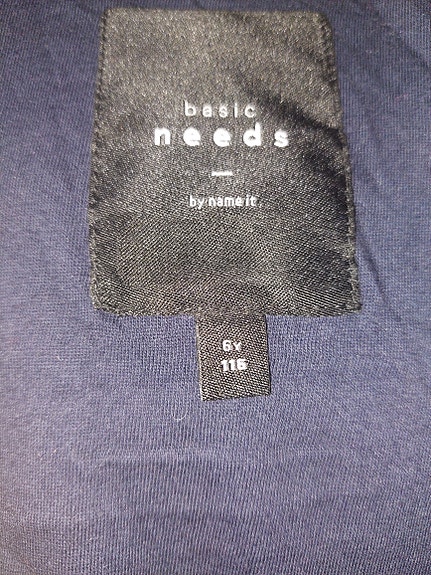 basic
needs
by name it
6Y
116